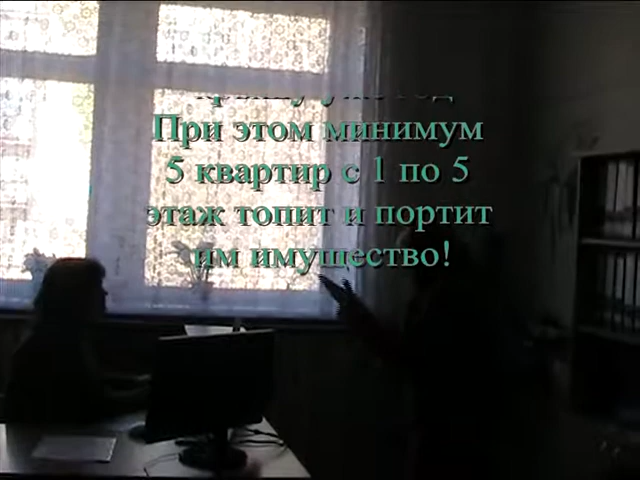 При этом минимум
5 квартир с 1 по 5
этаж топит и портит
им имущество!